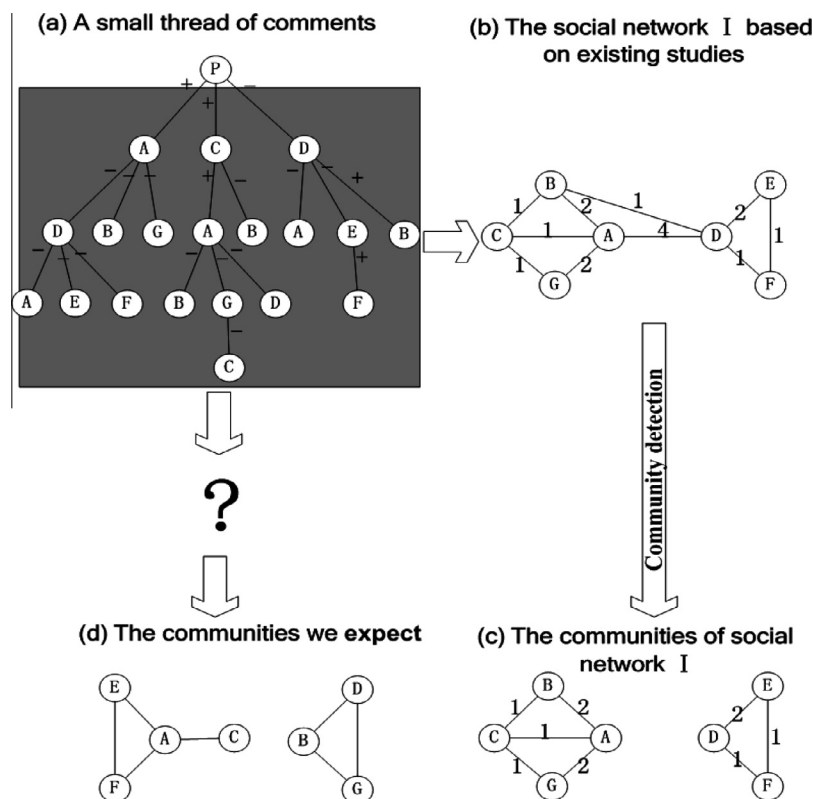 (a) A small thread of comments
(b) The social network I based
on existing studies
P
+ + −
A C D
− − − + − − − +
D B G A B A E B
− − − − − − +
A E F B G D F
−
C
B E
1 2 1 2
C 1 A 4 D 1
1 2 1
G F
?
Community detection
(d) The communities we expect
(c) The communities of social
network I
E D
A C B
F G
B E
1 2 2
C 1 A D 1
1 2 1
G F